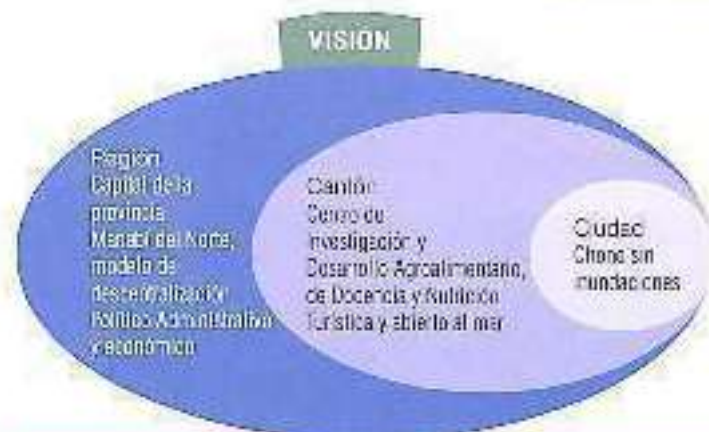 VISIÓN
Región
Capital de la
provincia
Manabí del Norte,
modelo de
descentralización
Político Administrativo
y económico
Cantón
Centro de
Investigación y
Desarrollo Agroalimentario,
de Docencia y Nutrición
Turística y abierto al mar
Ciudad
Chone sin
inundaciones